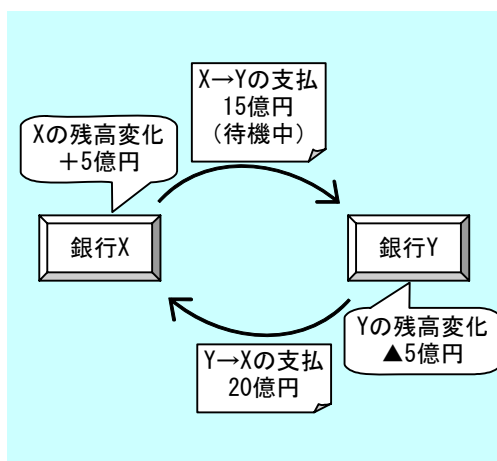 X→Yの支払
15億円
（待機中）
Xの残高変化
＋5億円
銀行X
銀行Y
Yの残高変化
▲5億円
Y→Xの支払
20億円